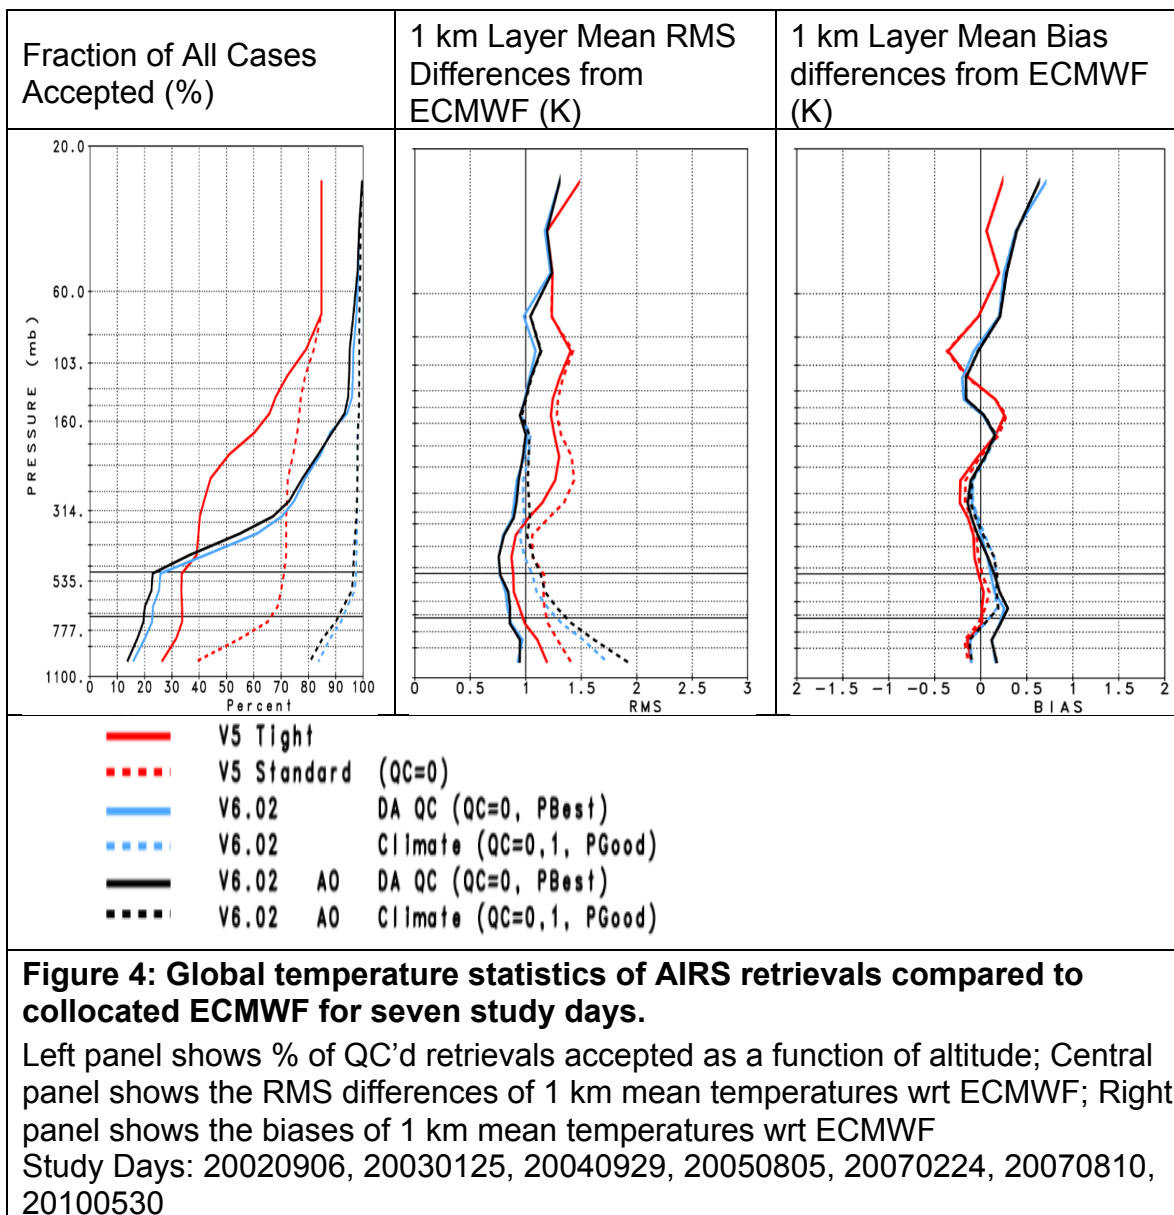 Fraction of All Cases
Accepted (%)
1 km Layer Mean RMS
Differences from
ECMWF (K)
1 km Layer Mean Bias
differences from ECMWF
(K)
20.0
60.0
103.
160.
314.
535.
777.
1100.
PRESSURE (mb)
0 10 20 30 40 50 60 70 80 90 100
Percent
0 0.5 1 1.5 2 2.5 3
RMS
2 -1.5 -1 -0.5 0 0.5 1 1.5 2
BIAS
V5 Tight
V5 Standard (QC=0)
V6.02 DA QC (QC=0, PBest)
V6.02 Climate (QC=0,1, PGood)
V6.02 AO DA QC (QC=0, PBest)
V6.02 AO Climate (QC=0,1, PGood)
Figure 4: Global temperature statistics of AIRS retrievals compared to
collocated ECMWF for seven study days.
Left panel shows % of QC’d retrievals accepted as a function of altitude; Central
panel shows the RMS differences of 1 km mean temperatures wrt ECMWF; Right
panel shows the biases of 1 km mean temperatures wrt ECMWF
Study Days: 20020906, 20030125, 20040929, 20050805, 20070224, 20070810,
20100530